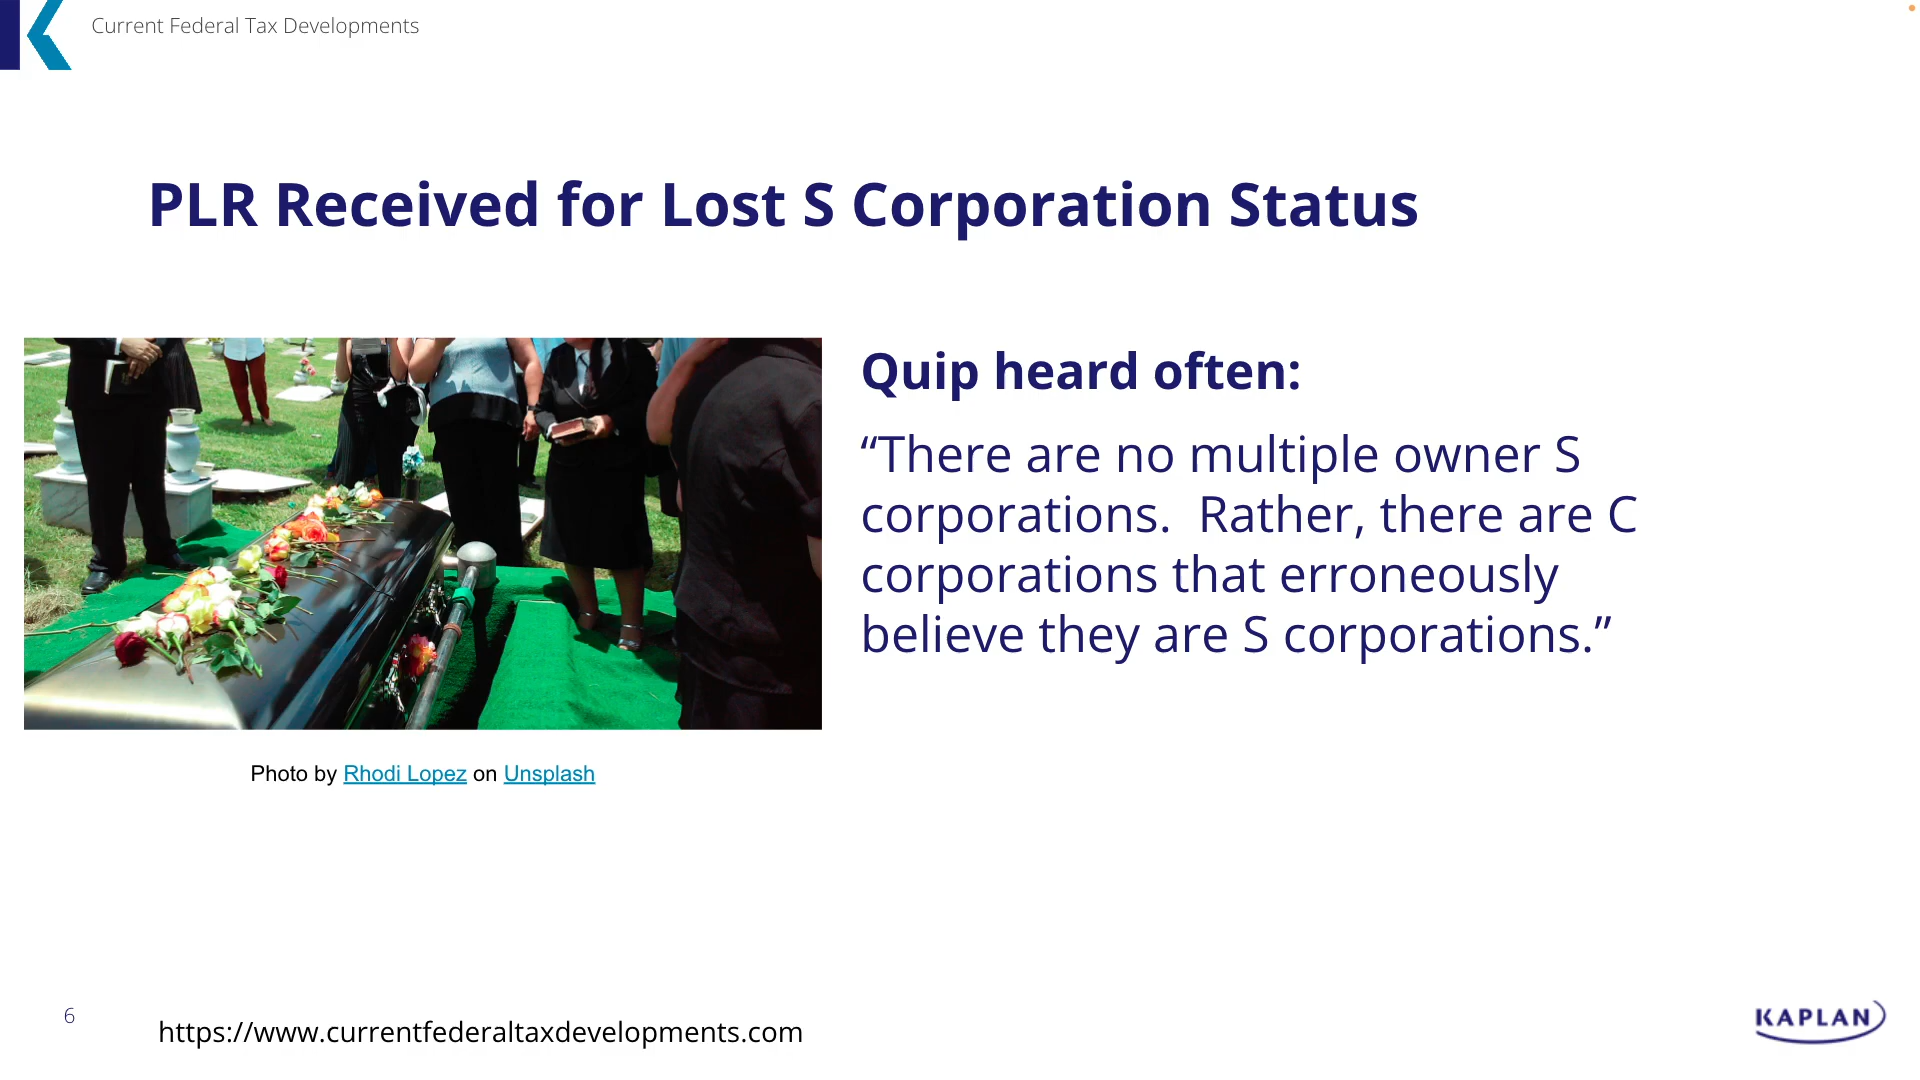 Current Federal Tax Developments
PLR Received for Lost S Corporation Status
Quip heard often:
“There are no multiple owner S
corporations.  Rather, there are C
corporations that erroneously
believe they are S corporations.”
Photo by Rhodi Lopez on Unsplash
6
https://www.currentfederaltaxdevelopments.com
KAPLAN